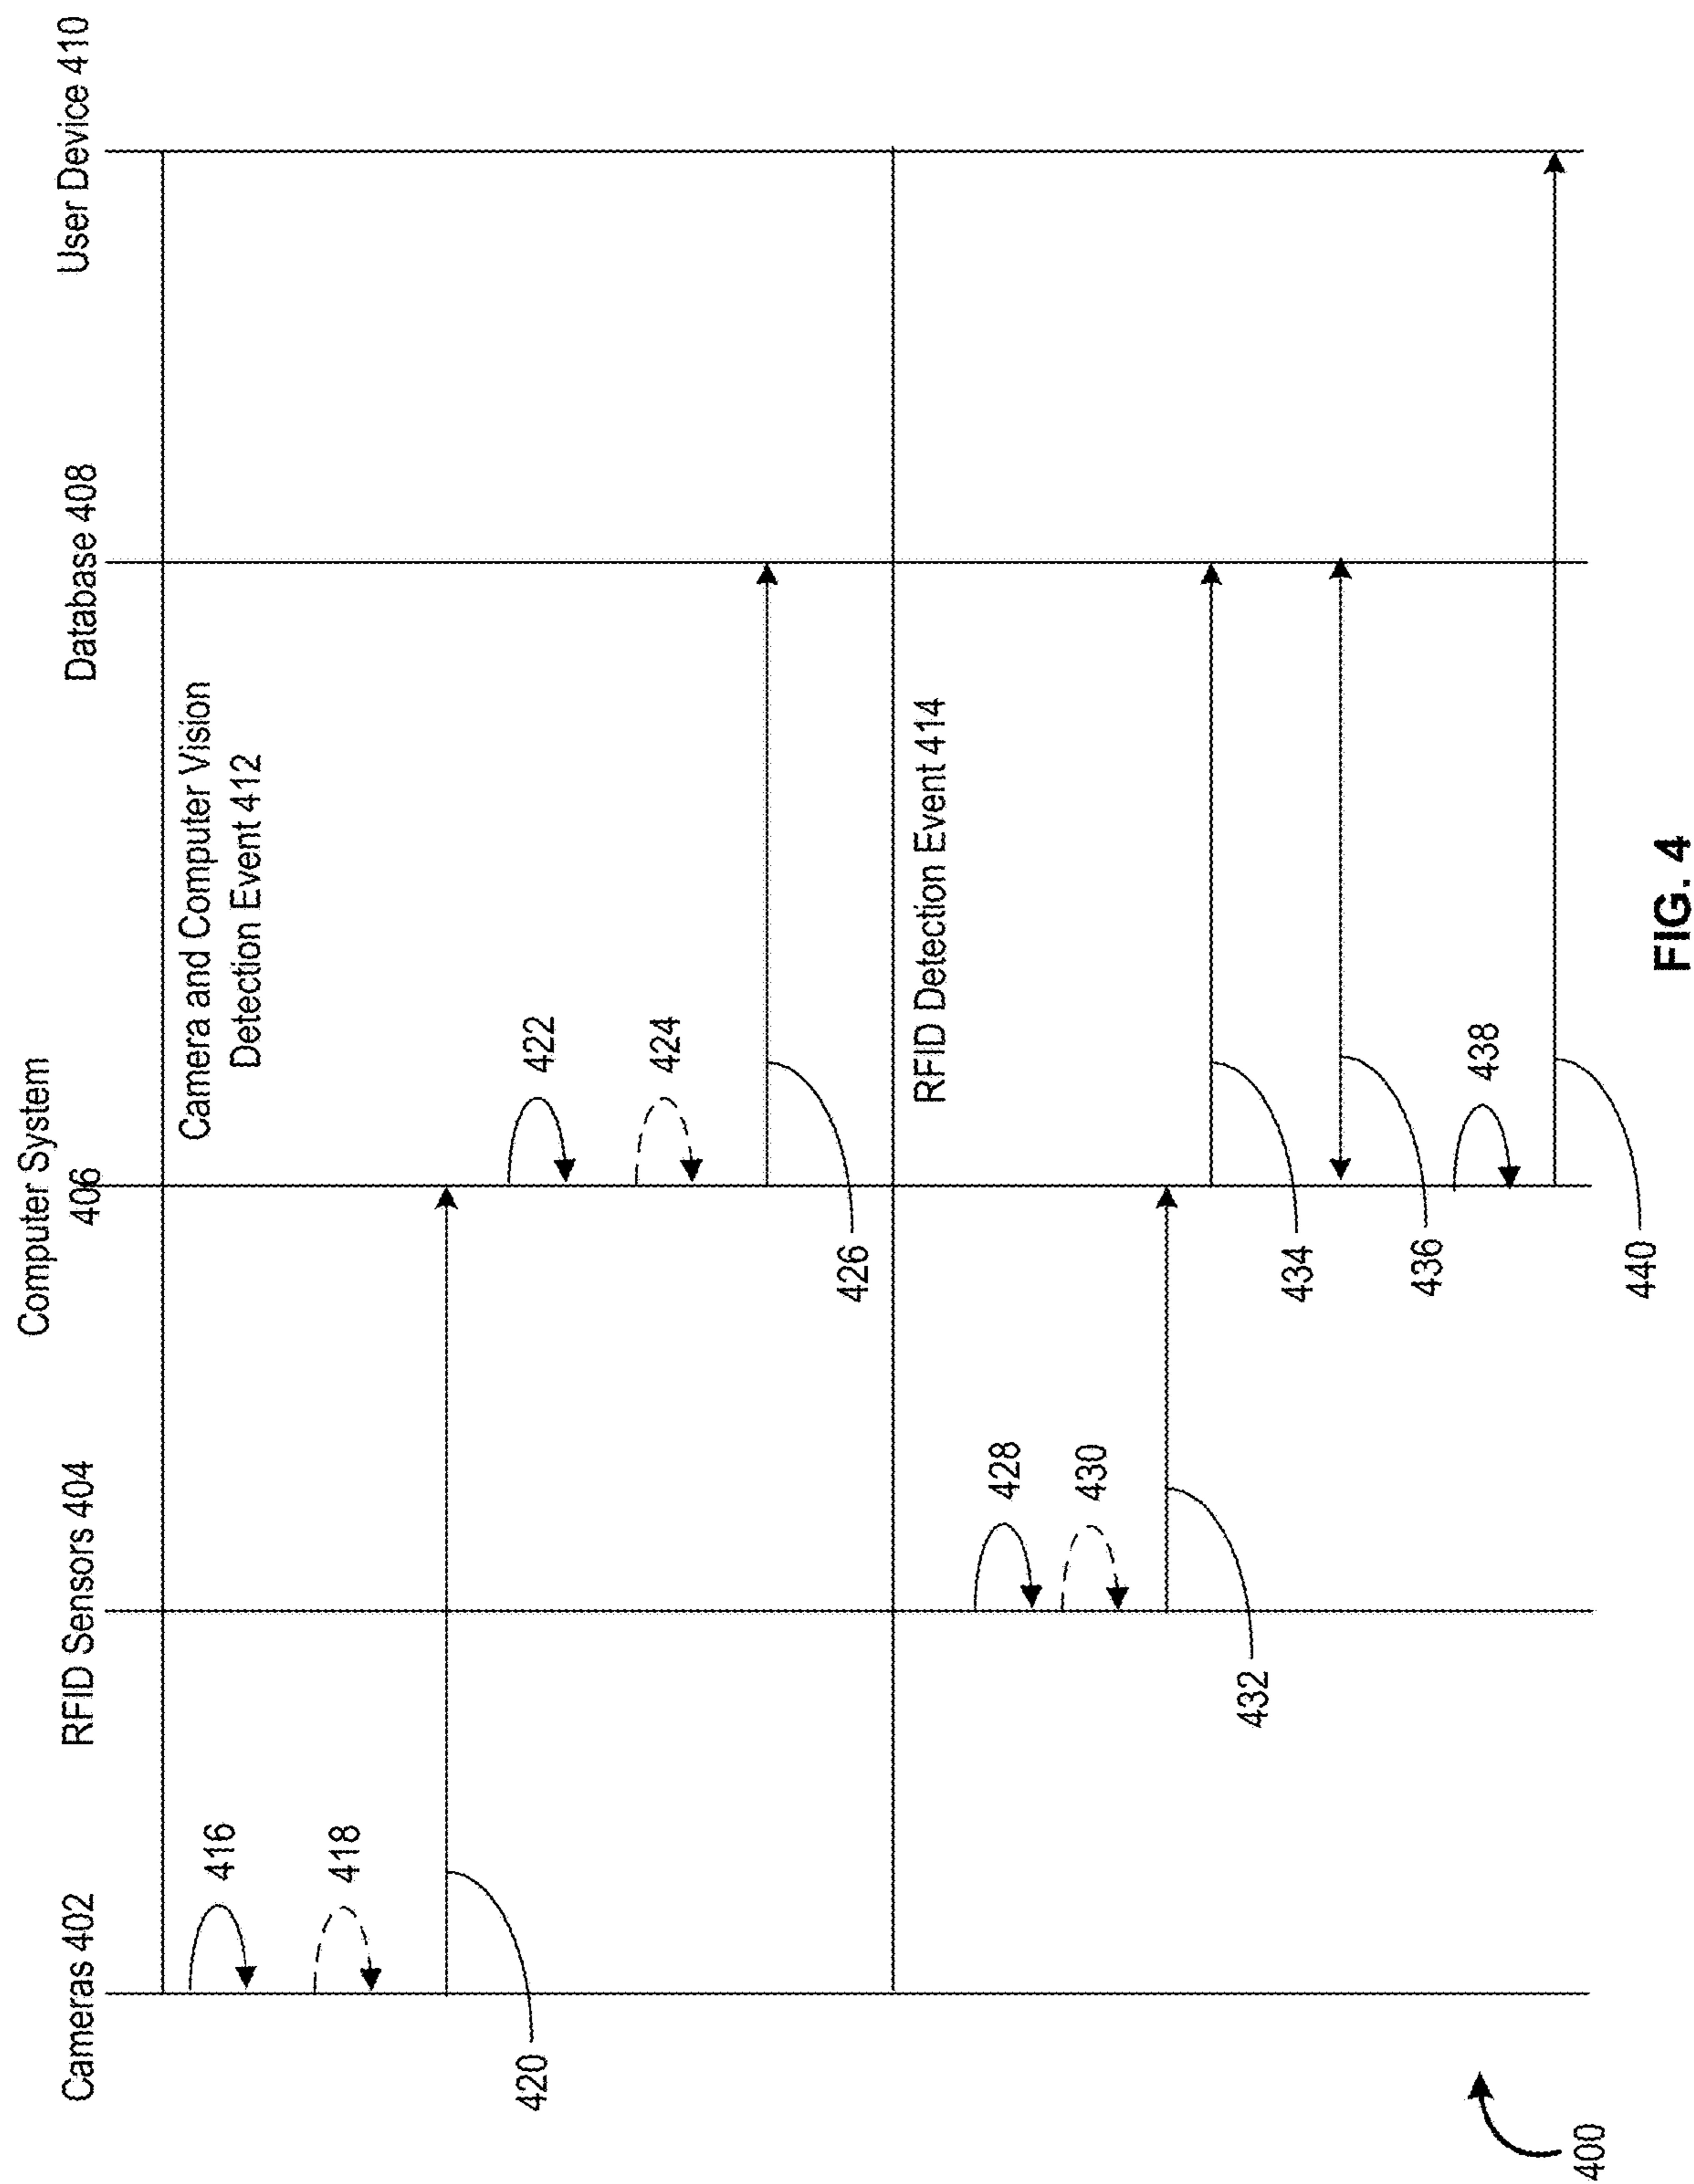 Cameras 402
RFID Sensors 404
Computer System
406
Database 408
User Device 410
Camera and Computer Vision
Detection Event 412
416
418
420
422
424
426
RFID Detection Event 414
428
430
432
434
436
438
440
400
FIG. 4